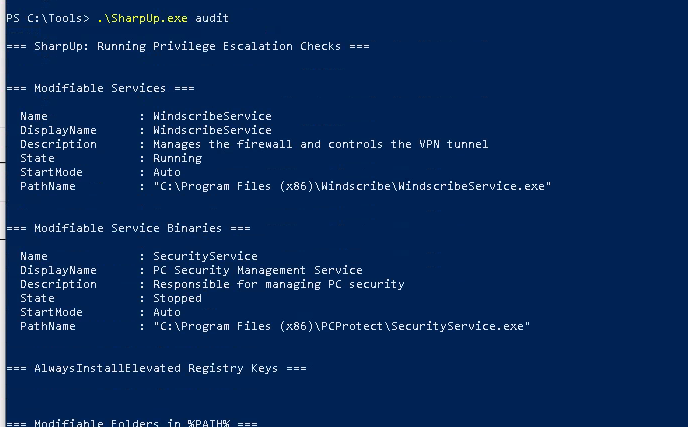 PS C:\Tools> .\SharpUp.exe audit
=== SharpUp: Running Privilege Escalation Checks ===
=== Modifiable Services ===
Name : WindscribeService
DisplayName : WindscribeService
Description : Manages the firewall and controls the VPN tunnel
State : Running
StartMode : Auto
PathName : "C:\Program Files (x86)\Windscribe\WindscribeService.exe"
=== Modifiable Service Binaries ===
Name : SecurityService
DisplayName : PC Security Management Service
Description : Responsible for managing PC security
State : Stopped
StartMode : Auto
PathName : "C:\Program Files (x86)\PCProtect\SecurityService.exe"
=== AlwaysInstallElevated Registry Keys ===
=== Modifiable Folders in %PATH% ===